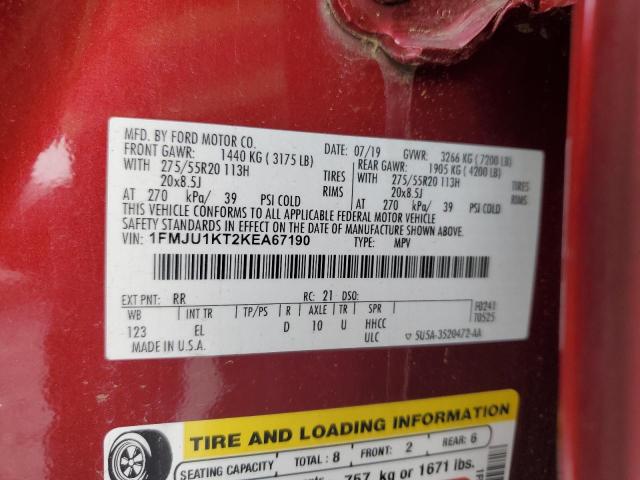 MFD. BY FORD MOTOR CO.
DATE: 07/19 GVWR: 3266 KG (7200 LB)
FRONT GAWR: 1440 KG (3175 LB) REAR GAWR: 1905 KG (4200 LB)
WITH 275/55R20 113H TIRES WITH 275/55R20 113H TIRES
20x8.5J RIMS 20x8.5J RIMS
AT 270 kPa/ 39 PSI COLD AT 270 kPa/ 39 PSI COLD
THIS VEHICLE CONFORMS TO ALL APPLICABLE FEDERAL MOTOR VEHICLE
SAFETY STANDARDS IN EFFECT ON THE DATE OF MANUFACTURE SHOWN ABOVE.
VIN: 1FMJU1KT2KEA67190 TYPE: MPV
EXT PNT: RR RC: 21 DSO: F0241
WB INT TR TP/PS R AXLE TR SPR T0525
123 EL D 10 U HHCC
ULC ▽ 5U5A-3520472-AA
MADE IN U.S.A.
TIRE AND LOADING INFORMATION
SEATING CAPACITY TOTAL: 8 FRONT: 2 REAR: 6
757 kg or 1671 lbs.